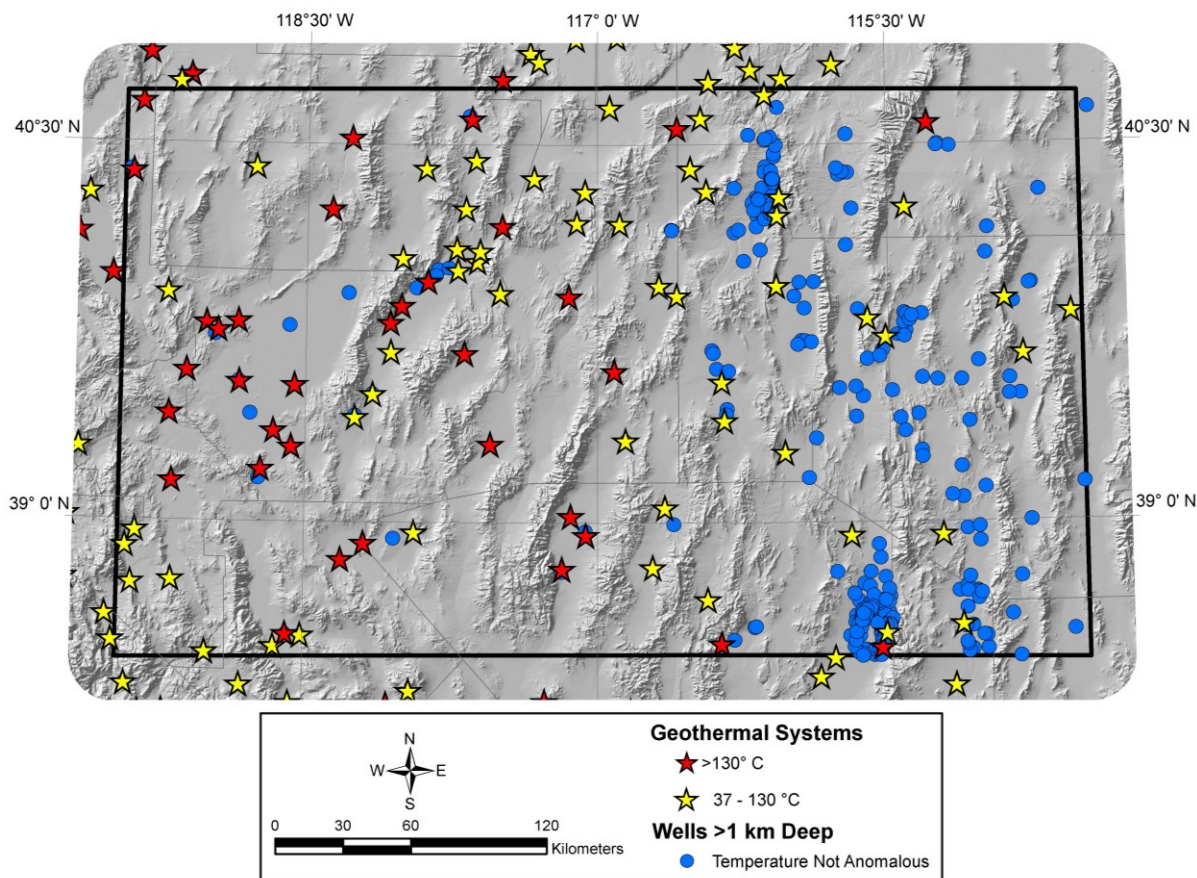 118°30' W
117° 0' W
115°30' W
40°30' N
40°30' N
39° 0' N
39° 0' N
Geothermal Systems
>130° C
37 - 130 °C
Wells >1 km Deep
Temperature Not Anomalous
N
W E
S
0 30 60 120
Kilometers